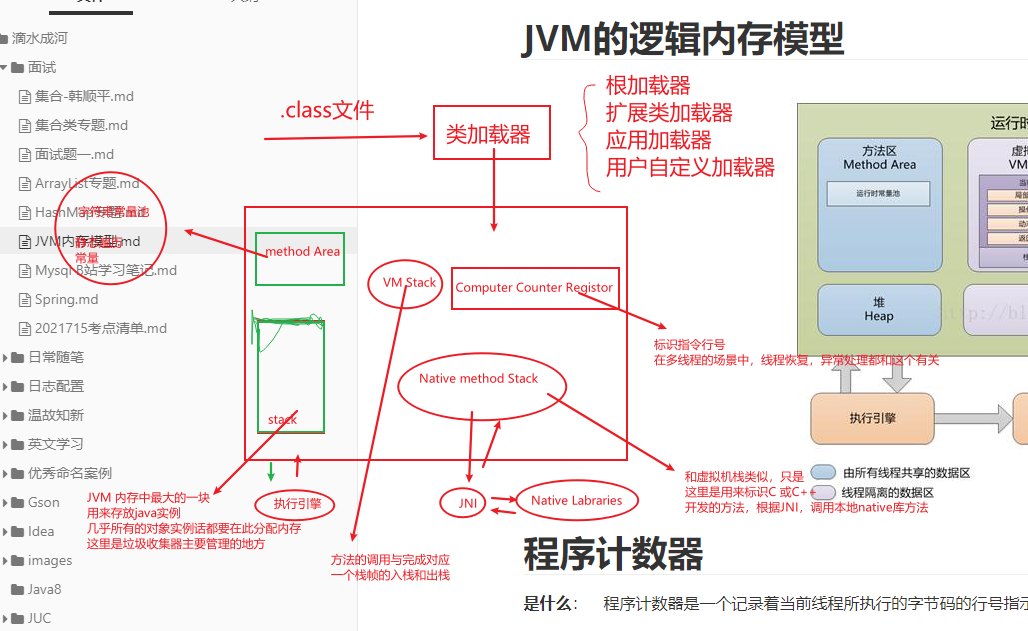 滴水成河
面试
集合-韩顺平.md
集合类专题.md
面试题一.md
ArrayList专题.md
JVM内存模型.md
Mysql B站学习笔记.md
Spring.md
2021715考点清单.md
日常随笔
日志配置
温故知新
英文学习
优秀命名案例
Gson
Idea
images
Java8
JUC
字符串常量池
常量
JVM的逻辑内存模型
.class文件
类加载器
根加载器
扩展类加载器
应用加载器
用户自定义加载器
method Area
VM Stack
Computer Counter Registor
Native method Stack
stack
执行引擎
JNI
Native Labraries
标识指令行号
在多线程的场景中，线程恢复，异常处理都和这个有关
JVM 内存中最大的一块
用来存放java实例
几乎所有的对象实例话都要在此分配内存
这里是垃圾收集器主要管理的地方
方法的调用与完成对应
一个栈帧的入栈和出栈
和虚拟机栈类似，只是
这里是用来标识C 或C++
开发的方法，根据JNI，调用本地native库方法
运行时
方法区
Method Area
运行时常量池
虚拟
VM
堆
Heap
http://bl
执行引擎
由所有线程共享的数据区
线程隔离的数据区
程序计数器
是什么： 程序计数器是一个记录着当前线程所执行的字节码的行号指示